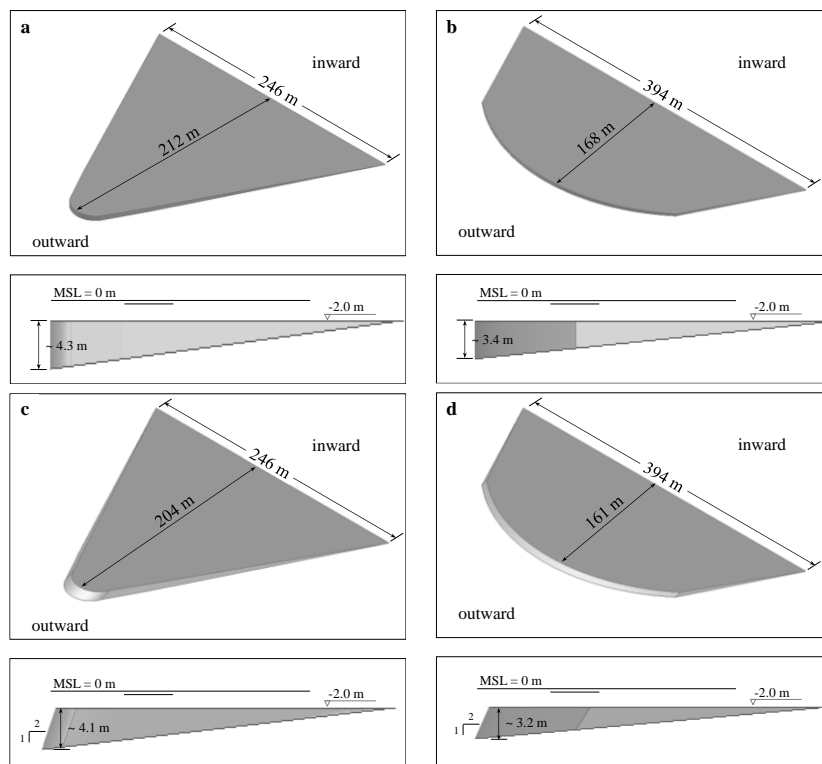 a
inward
246 m
212 m
outward
MSL = 0 m
-2.0 m
~ 4.3 m
b
inward
394 m
168 m
outward
MSL = 0 m
-2.0 m
~ 3.4 m
c
inward
246 m
204 m
outward
MSL = 0 m
-2.0 m
2
1
~ 4.1 m
d
inward
394 m
161 m
outward
MSL = 0 m
-2.0 m
2
1
~ 3.2 m